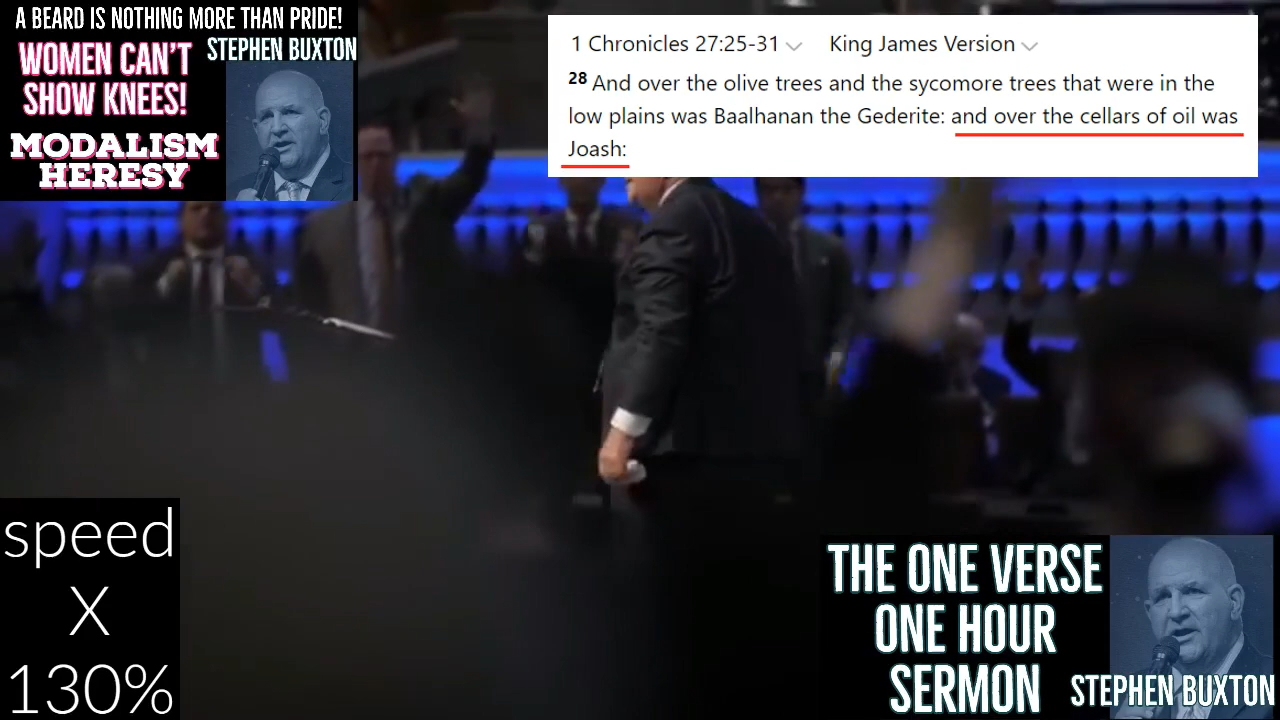 A BEARD IS NOTHING MORE THAN PRIDE!
WOMEN CAN'T
SHOW KNEES!
STEPHEN BUXTON
MODALISM
HERESY
1 Chronicles 27:25-31 King James Version
28 And over the olive trees and the sycomore trees that were in the
low plains was Baalhanan the Gederite: and over the cellars of oil was
Joash:
speed
X
130%
THE ONE VERSE
ONE HOUR
SERMON
STEPHEN BUXTON